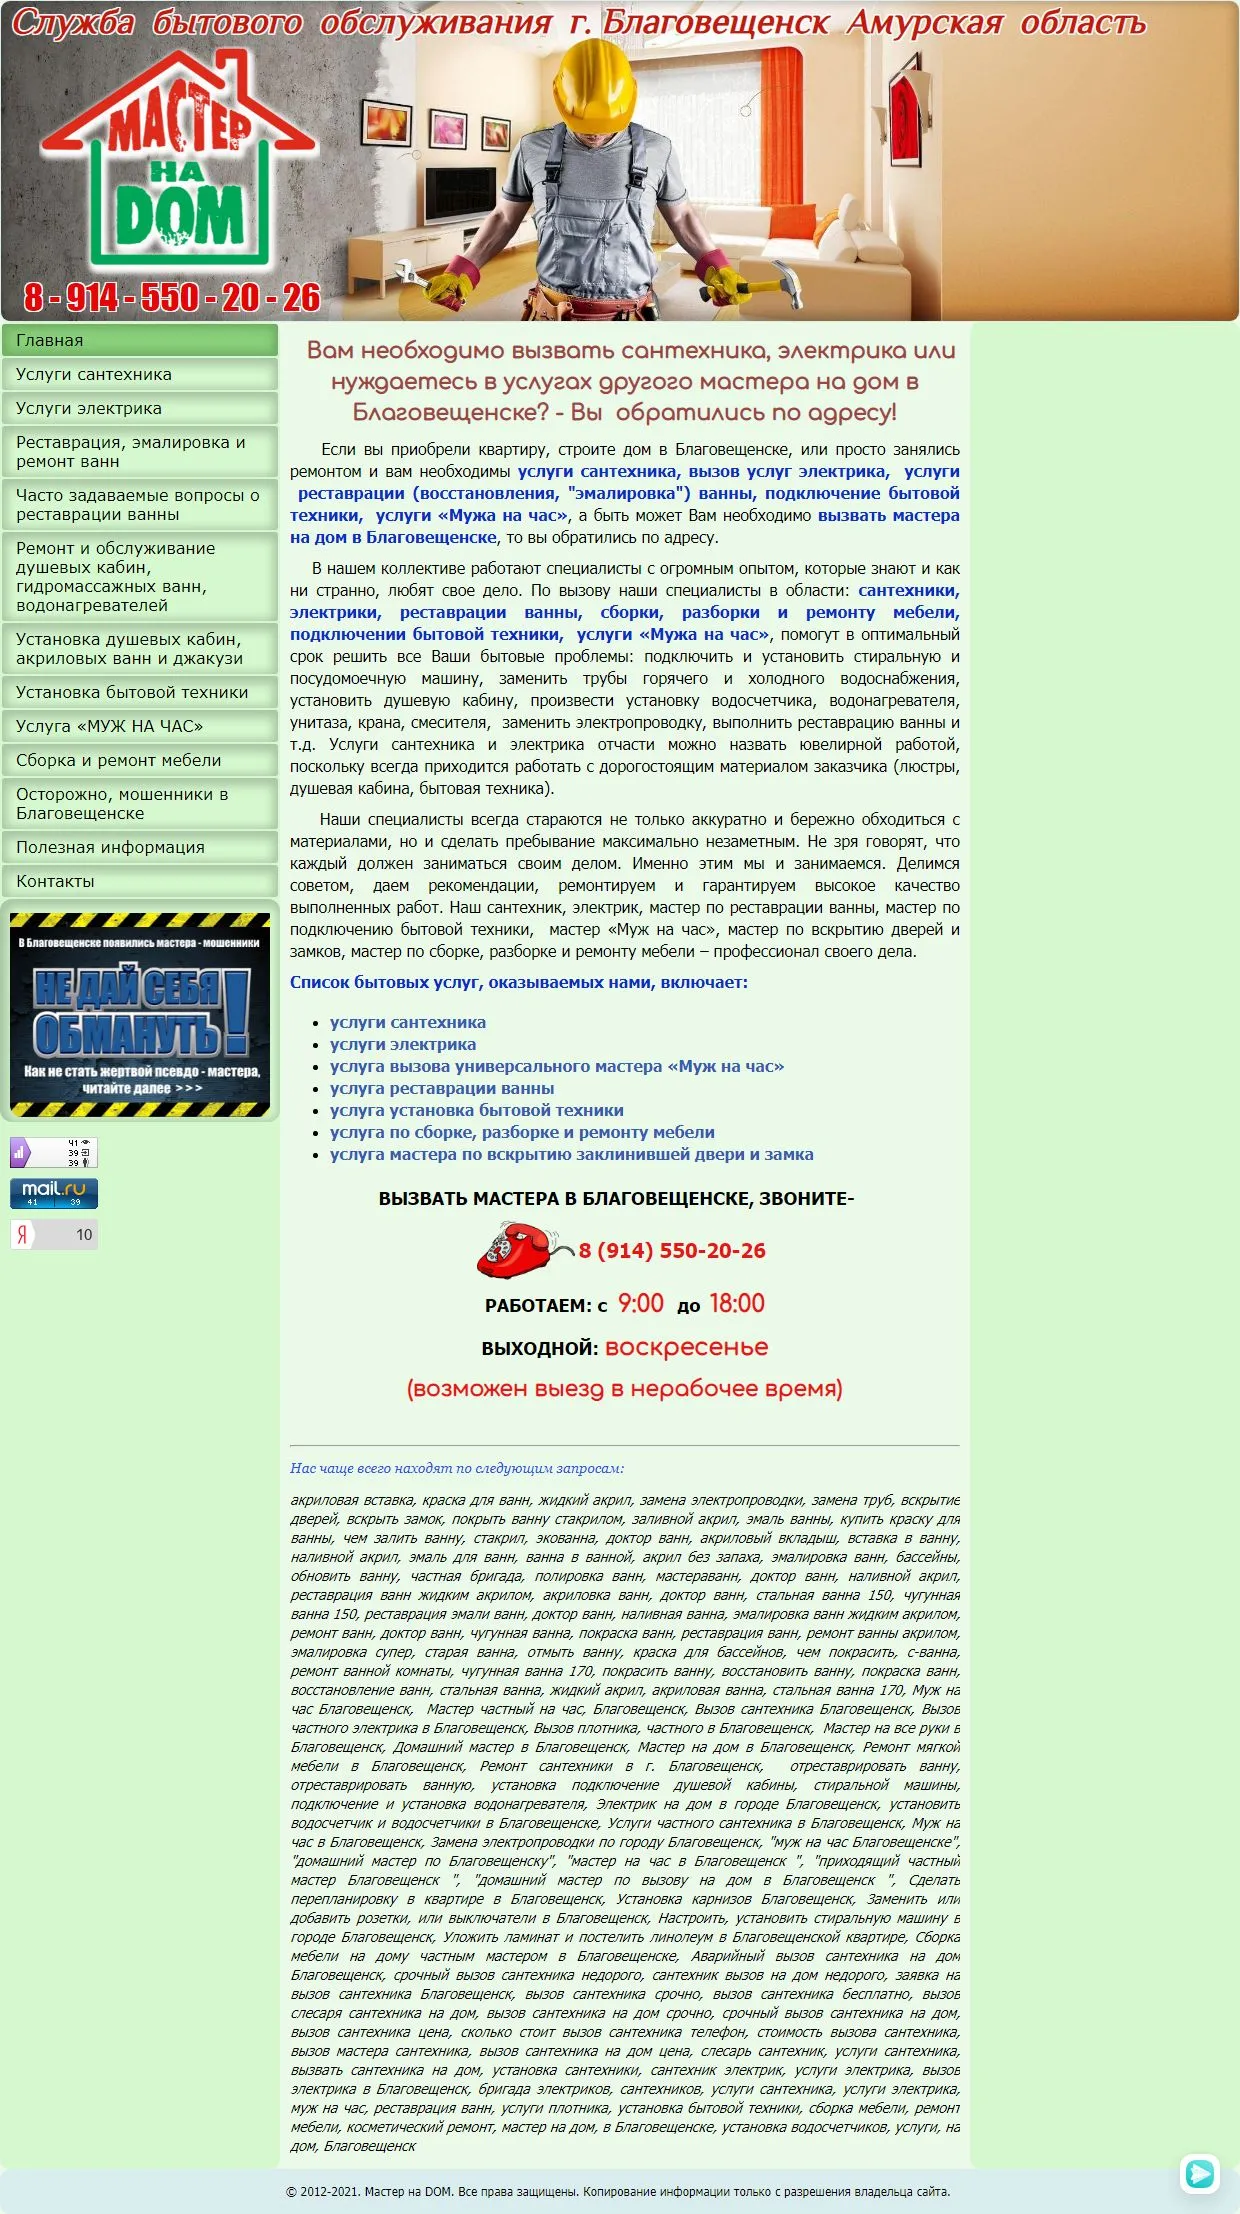 Служба бытового обслуживания г. Благовещенск Амурская область
МАСТЕР
НА
DOM
8 - 914 - 550 - 20 - 26
Главная
Услуги сантехника
Услуги электрика
Реставрация, эмалировка и
ремонт ванн
Часто задаваемые вопросы о
реставрации ванны
Ремонт и обслуживание
душевых кабин,
гидромассажных ванн,
водонагревателей
Установка душевых кабин,
акриловых ванн и джакузи
Установка бытовой техники
Услуга «МУЖ НА ЧАС»
Сборка и ремонт мебели
Осторожно, мошенники в
Благовещенске
Полезная информация
Контакты
В Благовещенске появились мастера - мошенники
НЕ ДАЙ СЕБЯ
ОБМАНУТЬ!
Как не стать жертвой псевдо - мастера,
читайте далее >>>
41
39
39
mail.ru
41 39
Я 10
Вам необходимо вызвать сантехника, электрика или
нуждаетесь в услугах другого мастера на дом в
Благовещенске? - Вы обратились по адресу!
Если вы приобрели квартиру, строите дом в Благовещенске, или просто занялись
ремонтом и вам необходимы услуги сантехника, вызов услуг электрика, услуги
реставрации (восстановления, "эмалировка") ванны, подключение бытовой
техники, услуги «Мужа на час», а быть может Вам необходимо вызвать мастера
на дом в Благовещенске, то вы обратились по адресу.
В нашем коллективе работают специалисты с огромным опытом, которые знают и как
ни странно, любят свое дело. По вызову наши специалисты в области: сантехники,
электрики, реставрации ванны, сборки, разборки и ремонту мебели,
подключении бытовой техники, услуги «Мужа на час», помогут в оптимальный
срок решить все Ваши бытовые проблемы: подключить и установить стиральную и
посудомоечную машину, заменить трубы горячего и холодного водоснабжения,
установить душевую кабину, произвести установку водосчетчика, водонагревателя,
унитаза, крана, смесителя, заменить электропроводку, выполнить реставрацию ванны и
т.д. Услуги сантехника и электрика отчасти можно назвать ювелирной работой,
поскольку всегда приходится работать с дорогостоящим материалом заказчика (люстры,
душевая кабина, бытовая техника).
Наши специалисты всегда стараются не только аккуратно и бережно обходиться с
материалами, но и сделать пребывание максимально незаметным. Не зря говорят, что
каждый должен заниматься своим делом. Именно этим мы и занимаемся. Делимся
советом, даем рекомендации, ремонтируем и гарантируем высокое качество
выполненных работ. Наш сантехник, электрик, мастер по реставрации ванны, мастер по
подключению бытовой техники, мастер «Муж на час», мастер по вскрытию дверей и
замков, мастер по сборке, разборке и ремонту мебели – профессионал своего дела.
Список бытовых услуг, оказываемых нами, включает:
• услуги сантехника
• услуги электрика
• услуга вызова универсального мастера «Муж на час»
• услуга реставрации ванны
• услуга установка бытовой техники
• услуга по сборке, разборке и ремонту мебели
• услуга мастера по вскрытию заклинившей двери и замка
ВЫЗВАТЬ МАСТЕРА В БЛАГОВЕЩЕНСКЕ, ЗВОНИТЕ-
8 (914) 550-20-26
РАБОТАЕМ: с 9:00 до 18:00
ВЫХОДНОЙ: воскресенье
(возможен выезд в нерабочее время)
Нас чаще всего находят по следующим запросам:
акриловая вставка, краска для ванн, жидкий акрил, замена электропроводки, замена труб, вскрытие
дверей, вскрыть замок, покрыть ванну стакрилом, заливной акрил, эмаль ванны, купить краску для
ванны, чем залить ванну, стакрил, экованна, доктор ванн, акриловый вкладыш, вставка в ванну,
наливной акрил, эмаль для ванн, ванна в ванной, акрил без запаха, эмалировка ванн, бассейны,
обновить ванну, частная бригада, полировка ванн, мастераванн, доктор ванн, наливной акрил,
реставрация ванн жидким акрилом, акриловка ванн, доктор ванн, стальная ванна 150, чугунная
ванна 150, реставрация эмали ванн, доктор ванн, наливная ванна, эмалировка ванн жидким акрилом,
ремонт ванн, доктор ванн, чугунная ванна, покраска ванн, реставрация ванн, ремонт ванны акрилом,
эмалировка супер, старая ванна, отмыть ванну, краска для бассейнов, чем покрасить, с-ванна,
ремонт ванной комнаты, чугунная ванна 170, покрасить ванну, восстановить ванну, покраска ванн,
восстановление ванн, стальная ванна, жидкий акрил, акриловая ванна, стальная ванна 170, Муж на
час Благовещенск, Мастер частный на час, Благовещенск, Вызов сантехника Благовещенск, Вызов
частного электрика в Благовещенск, Вызов плотника, частного в Благовещенск, Мастер на все руки в
Благовещенск, Домашний мастер в Благовещенск, Мастер на дом в Благовещенск, Ремонт мягкой
мебели в Благовещенск, Ремонт сантехники в г. Благовещенск, отреставрировать ванну,
отреставрировать ванную, установка подключение душевой кабины, стиральной машины,
подключение и установка водонагревателя, Электрик на дом в городе Благовещенск, установить
водосчетчик и водосчетчики в Благовещенске, Услуги частного сантехника в Благовещенск, Муж на
час в Благовещенск, Замена электропроводки по городу Благовещенск, "муж на час Благовещенске",
"домашний мастер по Благовещенску", "мастер на час в Благовещенск ", "приходящий частный
мастер Благовещенск ", "домашний мастер по вызову на дом в Благовещенск ", Сделать
перепланировку в квартире в Благовещенск, Установка карнизов Благовещенск, Заменить или
добавить розетки, или выключатели в Благовещенск, Настроить, установить стиральную машину в
городе Благовещенск, Уложить ламинат и постелить линолеум в Благовещенской квартире, Сборка
мебели на дому частным мастером в Благовещенске, Аварийный вызов сантехника на дом
Благовещенск, срочный вызов сантехника недорого, сантехник вызов на дом недорого, заявка на
вызов сантехника Благовещенск, вызов сантехника срочно, вызов сантехника бесплатно, вызов
слесаря сантехника на дом, вызов сантехника на дом срочно, срочный вызов сантехника на дом,
вызов сантехника цена, сколько стоит вызов сантехника телефон, стоимость вызова сантехника,
вызов мастера сантехника, вызов сантехника на дом цена, слесарь сантехник, услуги сантехника,
вызвать сантехника на дом, установка сантехники, сантехник электрик, услуги электрика, вызов
электрика в Благовещенск, бригада электриков, сантехников, услуги сантехника, услуги электрика,
муж на час, реставрация ванн, услуги плотника, установка бытовой техники, сборка мебели, ремонт
мебели, косметический ремонт, мастер на дом, в Благовещенске, установка водосчетчиков, услуги, на
дом, Благовещенск
© 2012-2021. Мастер на DOM. Все права защищены. Копирование информации только с разрешения владельца сайта.